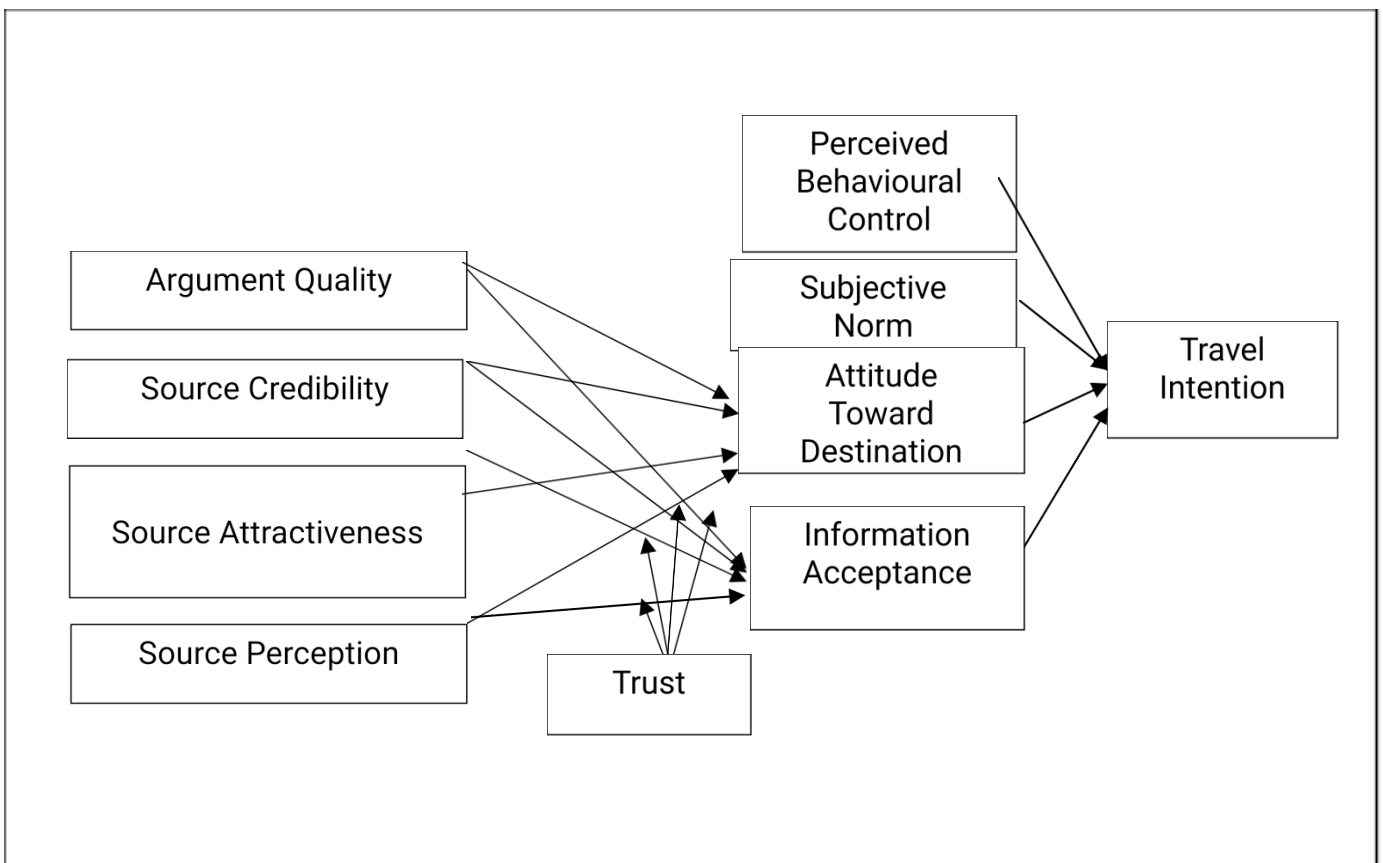 Perceived
Behavioural
Control
Argument Quality
Subjective
Norm
Source Credibility
Attitude
Toward
Destination
Travel
Intention
Source Attractiveness
Information
Acceptance
Source Perception
Trust